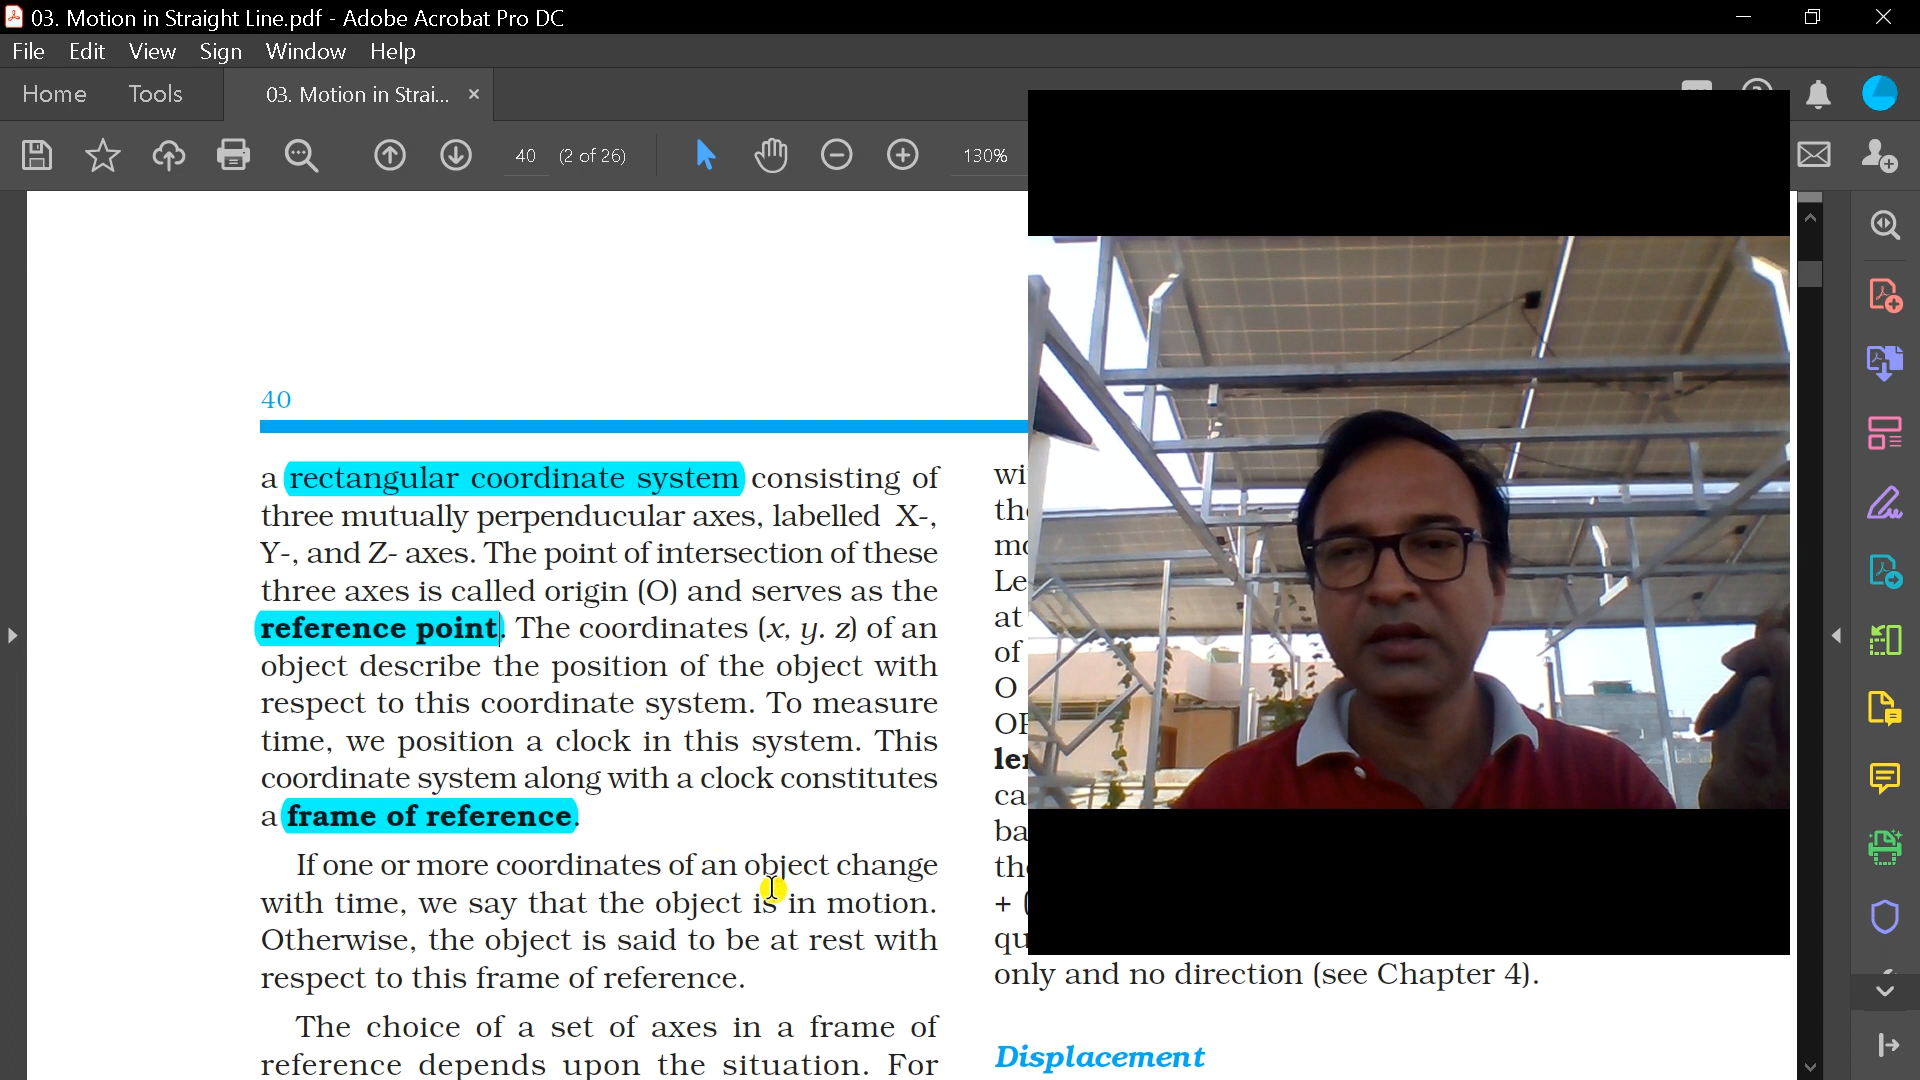 03. Motion in Straight Line.pdf - Adobe Acrobat Pro DC
File Edit View Sign Window Help
Home Tools 03. Motion in Strai... ×
40 (2 of 26) 130%
40
a rectangular coordinate system consisting of
three mutually perpenducular axes, labelled X-,
Y-, and Z- axes. The point of intersection of these
three axes is called origin (O) and serves as the
reference point. The coordinates (x, y. z) of an
object describe the position of the object with
respect to this coordinate system. To measure
time, we position a clock in this system. This
coordinate system along with a clock constitutes
a frame of reference.
If one or more coordinates of an object change
with time, we say that the object is in motion.
Otherwise, the object is said to be at rest with
respect to this frame of reference.
The choice of a set of axes in a frame of
reference depends upon the situation. For
at
of
O
+ (
only and no direction (see Chapter 4).
Displacement